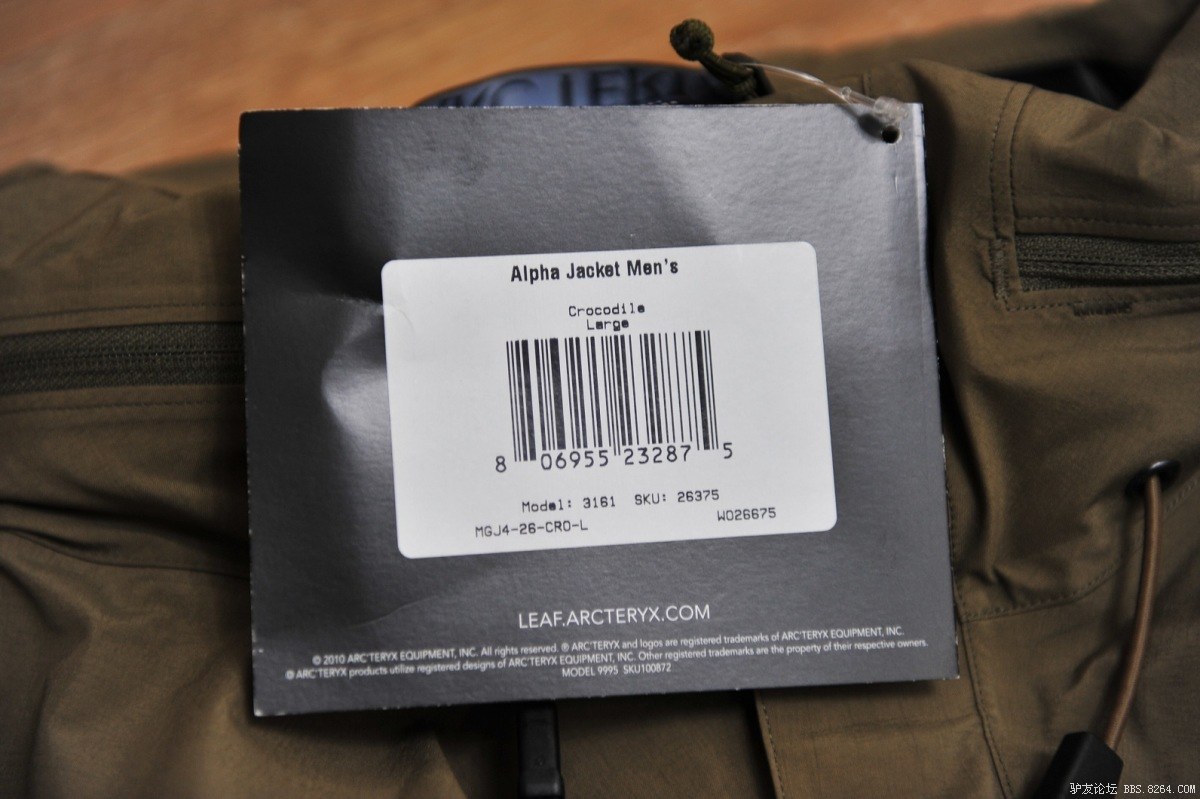 Alpha Jacket Men's
Crocodile
Large
8 06955 23287 5
Model: 3161 SKU: 26375
MGJ4-26-CRO-L WO26675
LEAF.ARCTERYX.COM
© 2010 ARC'TERYX EQUIPMENT, INC. All rights reserved. ® ARC'TERYX and logos are registered trademarks of ARC'TERYX EQUIPMENT, INC.
® ARC'TERYX products utilize registered designs of ARC'TERYX EQUIPMENT, INC. Other registered trademarks are the property of their respective owners.
MODEL 9995 SKU100872
驴友论坛 BBS.8264.COM